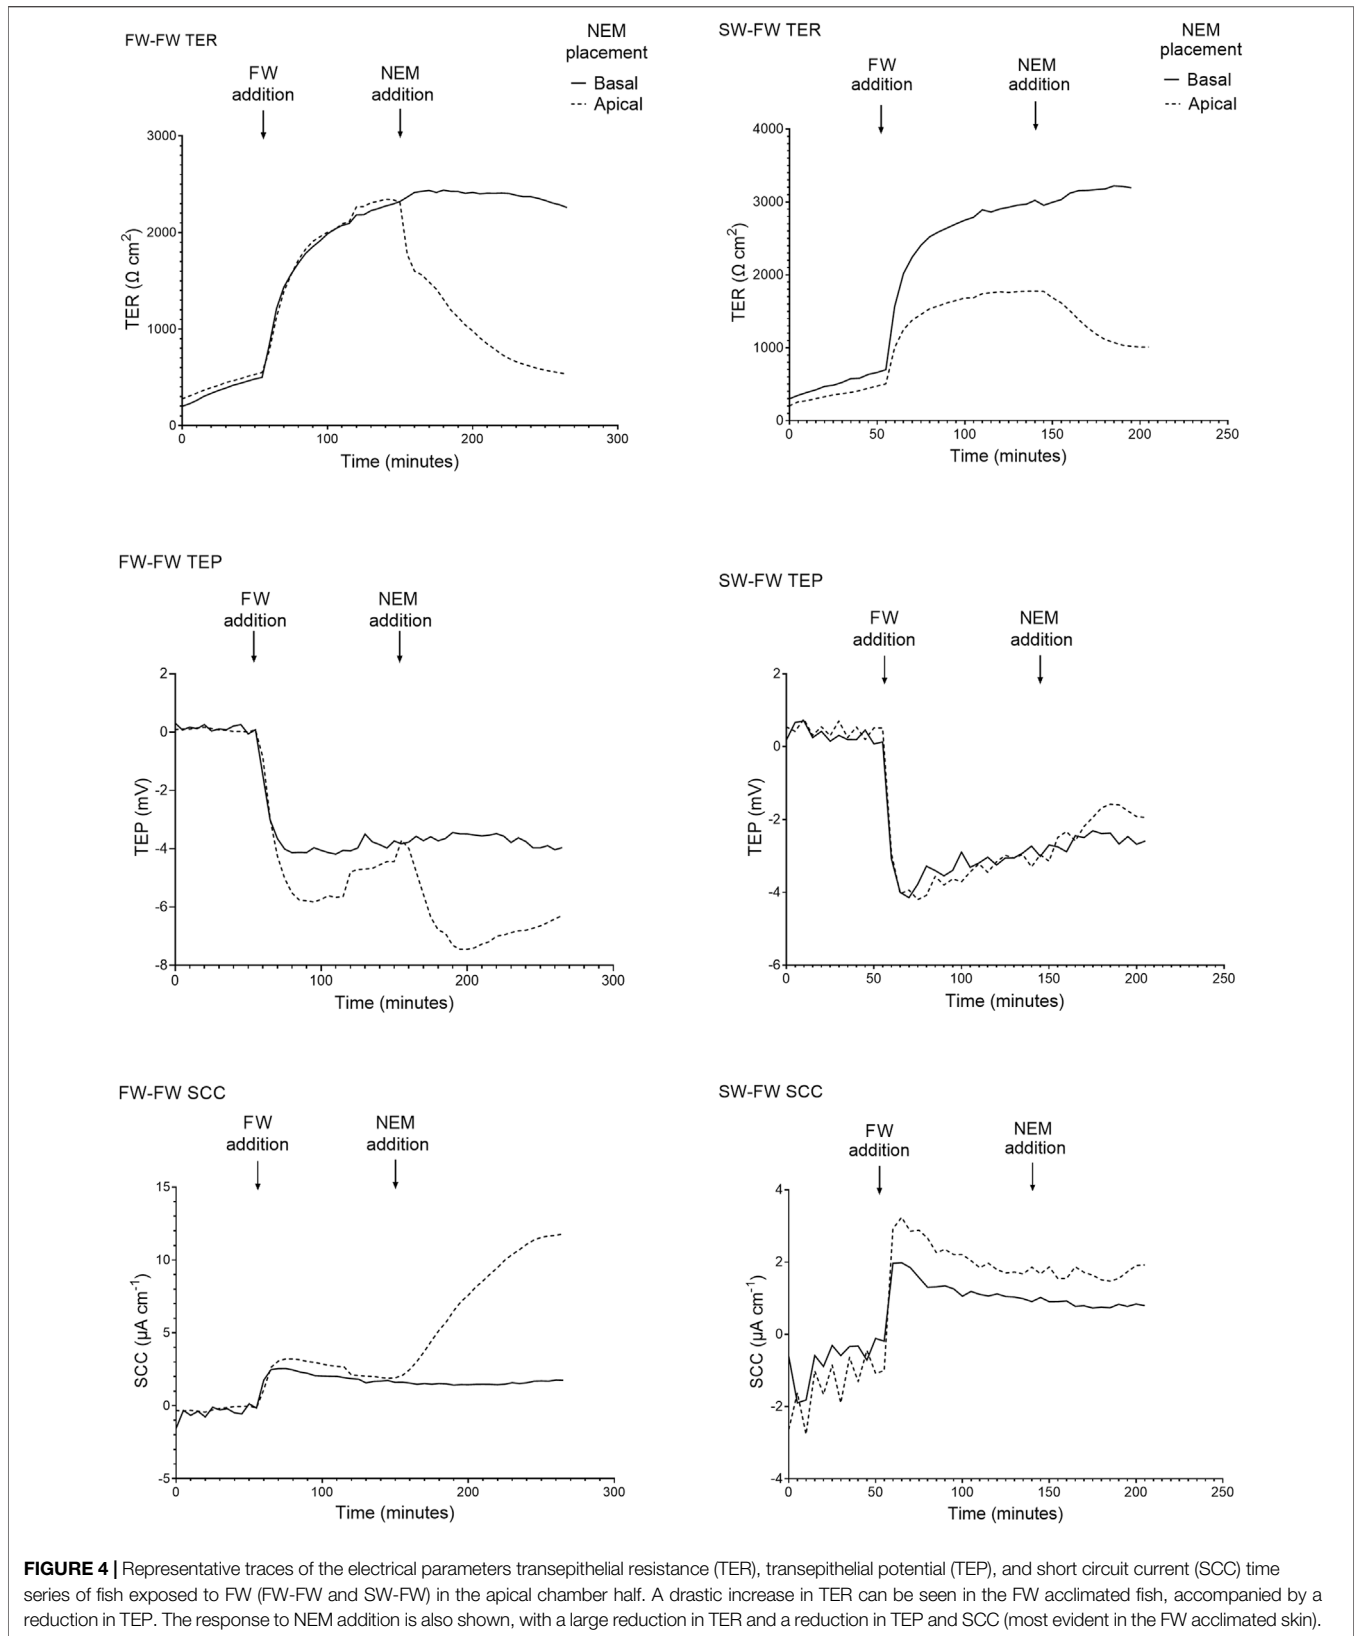 FW-FW TER
NEM
placement
Basal
Apical
FW
addition
NEM
addition
3000
2000
1000
0
TER (Ω cm2)
0 100 200 300
Time (minutes)
SW-FW TER
NEM
placement
Basal
Apical
FW
addition
NEM
addition
4000
3000
2000
1000
0
TER (Ω cm2)
0 50 100 150 200 250
Time (minutes)
FW-FW TEP
FW
addition
NEM
addition
2
0
-2
-4
-6
-8
TEP (mV)
0 100 200 300
Time (minutes)
SW-FW TEP
FW
addition
NEM
addition
2
0
-2
-4
-6
TEP (mV)
0 50 100 150 200 250
Time (minutes)
FW-FW SCC
FW
addition
NEM
addition
15
10
5
0
-5
SCC (µA cm-1)
0 100 200 300
Time (minutes)
SW-FW SCC
FW
addition
NEM
addition
4
2
0
-2
-4
SCC (µA cm-1)
0 50 100 150 200 250
Time (minutes)
FIGURE 4 | Representative traces of the electrical parameters transepithelial resistance (TER), transepithelial potential (TEP), and short circuit current (SCC) time
series of fish exposed to FW (FW-FW and SW-FW) in the apical chamber half. A drastic increase in TER can be seen in the FW acclimated fish, accompanied by a
reduction in TEP. The response to NEM addition is also shown, with a large reduction in TER and a reduction in TEP and SCC (most evident in the FW acclimated skin).